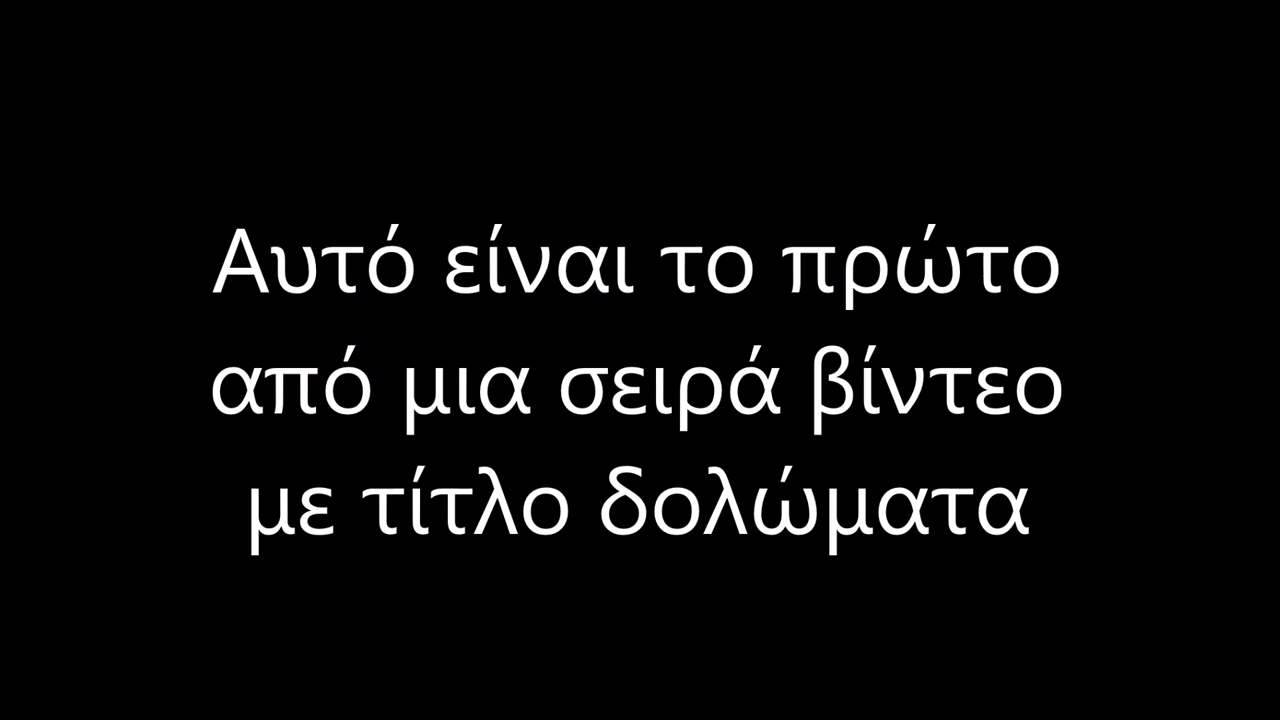 Αυτό είναι το πρώτο
από μια σειρά βίντεο
με τίτλο δολώματα